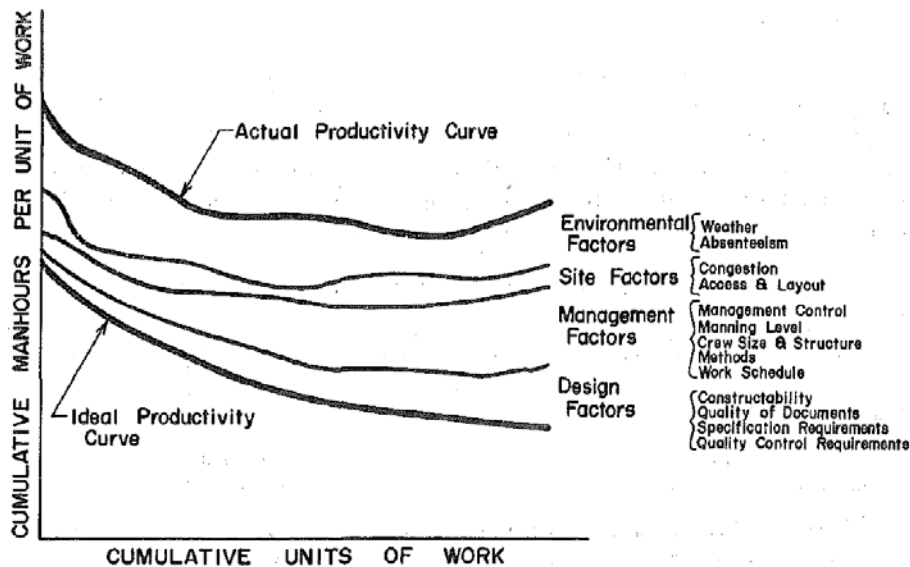 CUMULATIVE MANHOURS PER UNIT OF WORK
Actual Productivity Curve
Environmental
Factors
Weather
Absenteeism
Site Factors
Congestion
Access & Layout
Management
Factors
Management Control
Manning Level
Crew Size & Structure
Methods
Work Schedule
Design
Factors
Constructability
Quality of Documents
Specification Requirements
Quality Control Requirements
Ideal Productivity
Curve
CUMULATIVE UNITS OF WORK